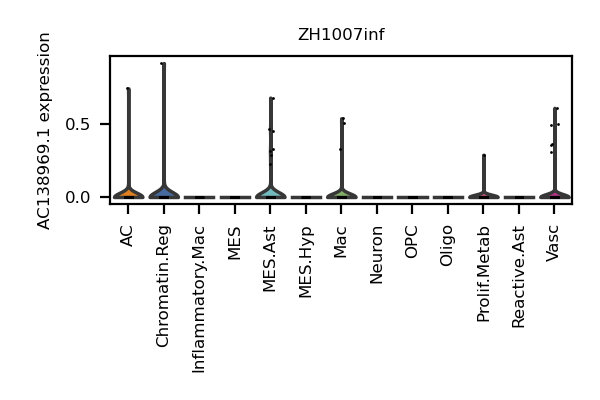 ZH1007inf
AC138969.1 expression
0.5
0.0
AC
Chromatin.Reg
Inflammatory.Mac
MES
MES.Ast
MES.Hyp
Mac
Neuron
OPC
Oligo
Prolif.Metab
Reactive.Ast
Vasc